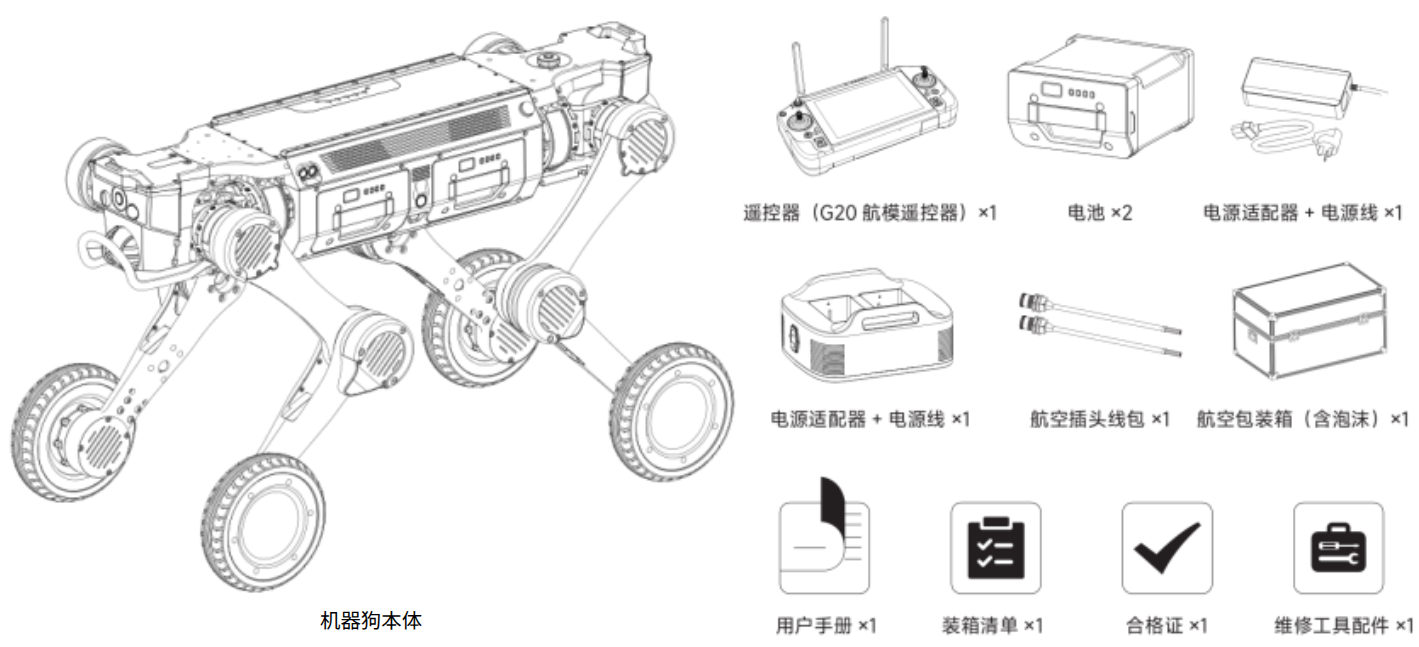 遥控器（G20 航模遥控器）×1
电池 ×2
电源适配器 + 电源线 ×1
电源适配器 + 电源线 ×1
航空插头线包 ×1
航空包装箱（含泡沫）×1
用户手册 ×1
装箱清单 ×1
合格证 ×1
维修工具配件 ×1
机器狗本体